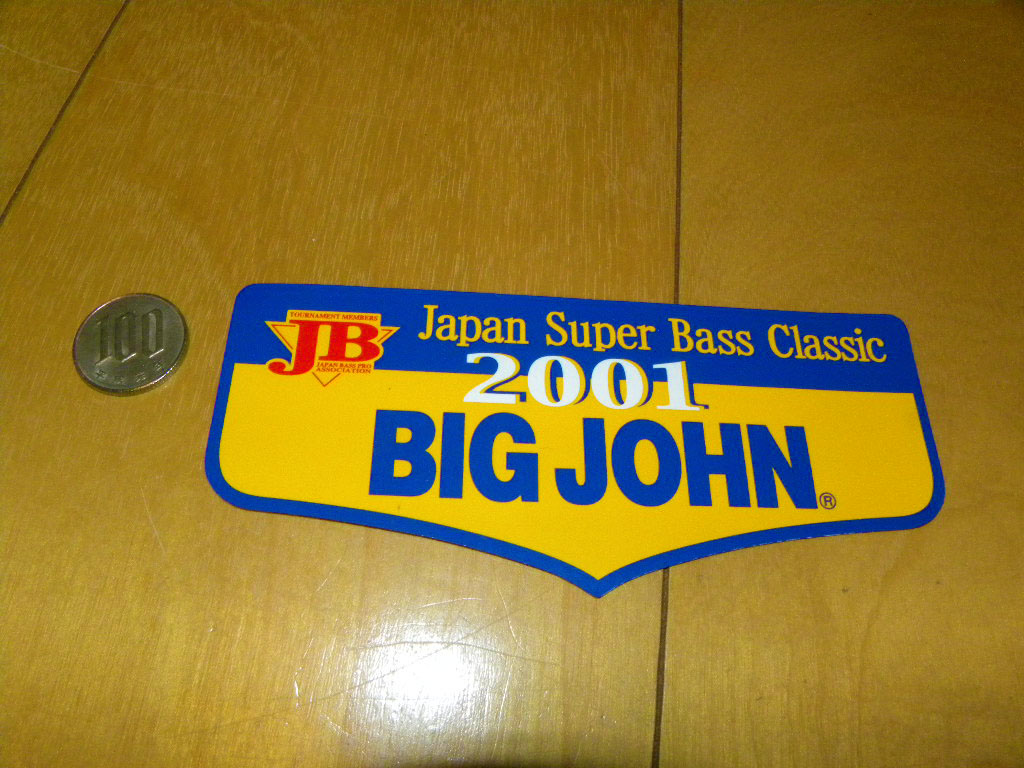 100
TOURNAMENT MEMBERS
JB
JAPAN BASS PRO
ASSOCIATION
Japan Super Bass Classic
2001
BIG JOHN®